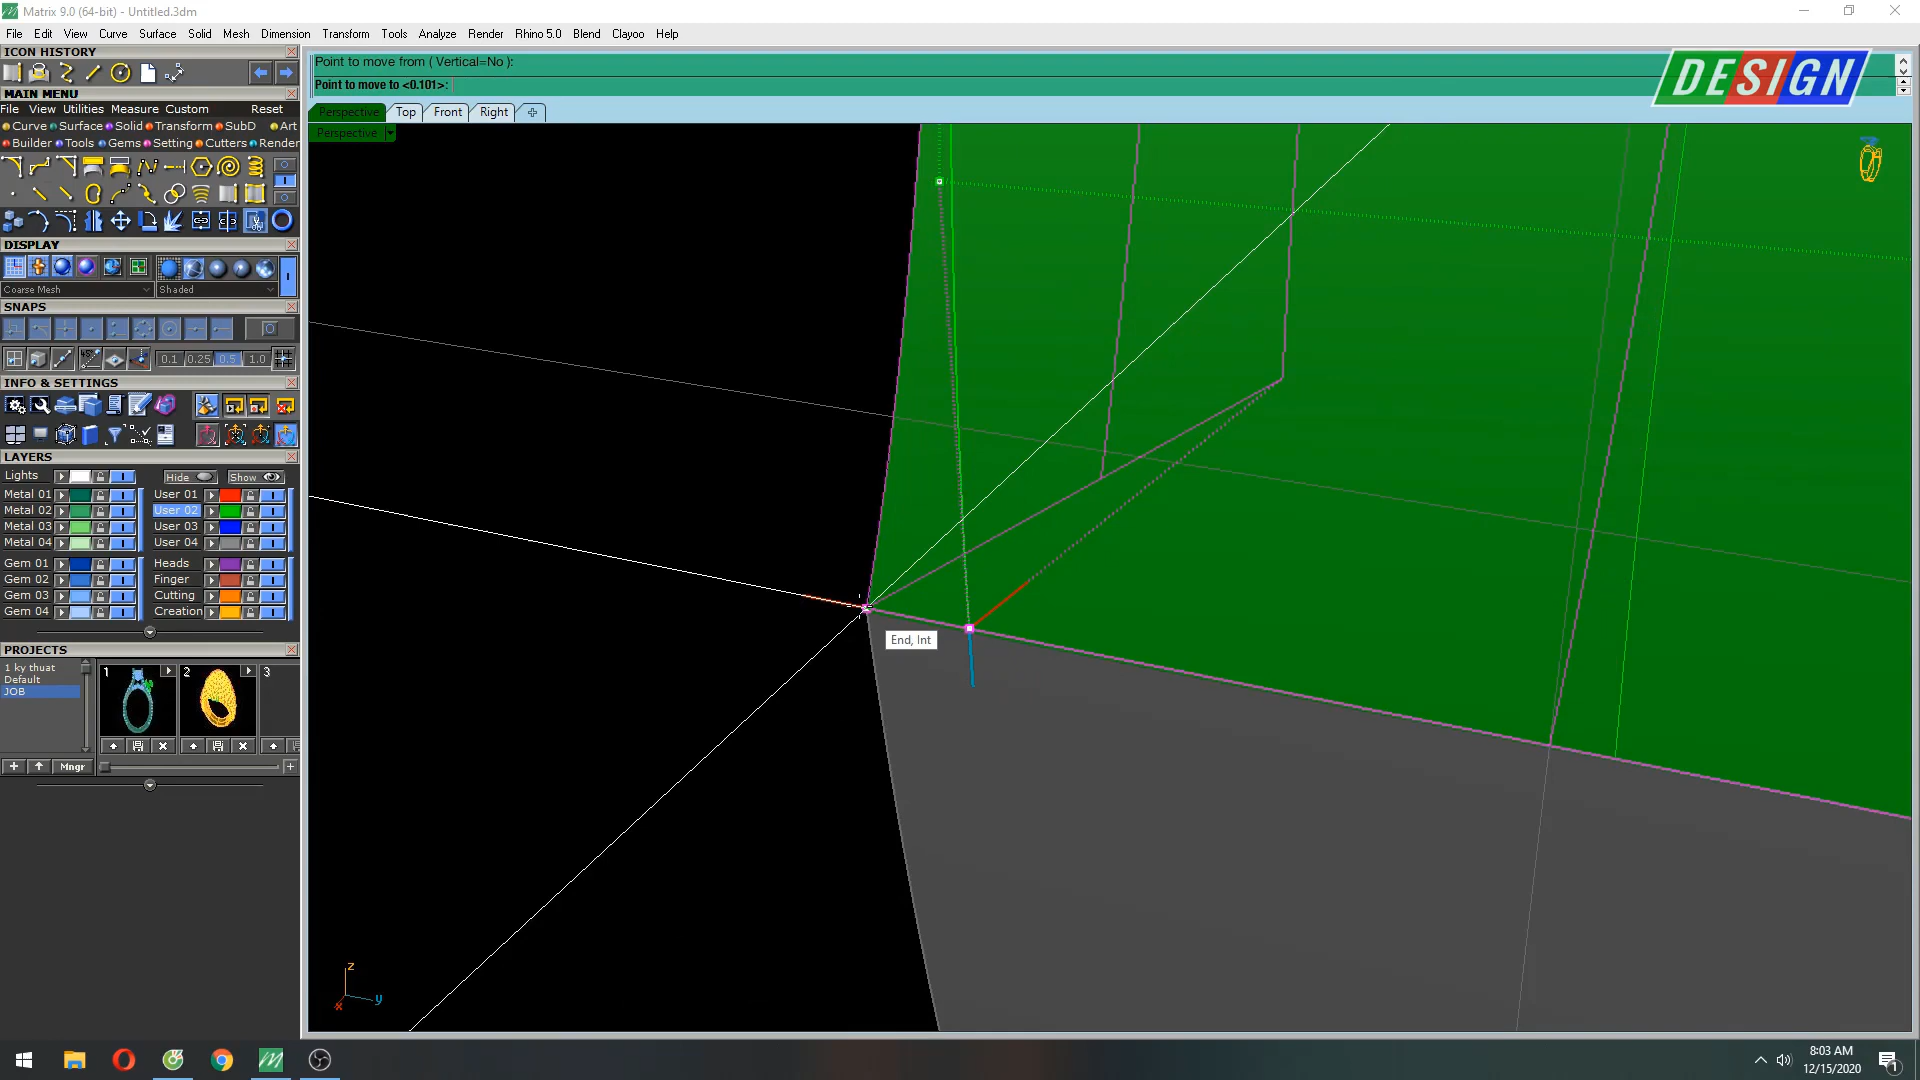 Matrix 9.0 (64-bit) - Untitled.3dm
File Edit View Curve Surface Solid Mesh Dimension Transform Tools Analyze Render Rhino 5.0 Blend Clayoo Help
ICON HISTORY
MAIN MENU
File View Utilities Measure Custom Reset
Curve Surface Solid Transform SubD Art
Builder Tools Gems Setting Cutters Render
DISPLAY
Coarse Mesh Shaded
SNAPS
0.1 0.25 0.5 1.0
INFO & SETTINGS
LAYERS
Lights Hide Show
Metal 01 User 01
Metal 02 User 02
Metal 03 User 03
Metal 04 User 04
Gem 01 Heads
Gem 02 Finger
Gem 03 Cutting
Gem 04 Creation
PROJECTS
1 ky thuat
Default
JOB
1 2 3
Mngr
Point to move from ( Vertical=No ):
Point to move to <0.101>:
DESIGN
Perspective Top Front Right
Perspective
End, Int
z
x y
8:03 AM
12/15/2020
1